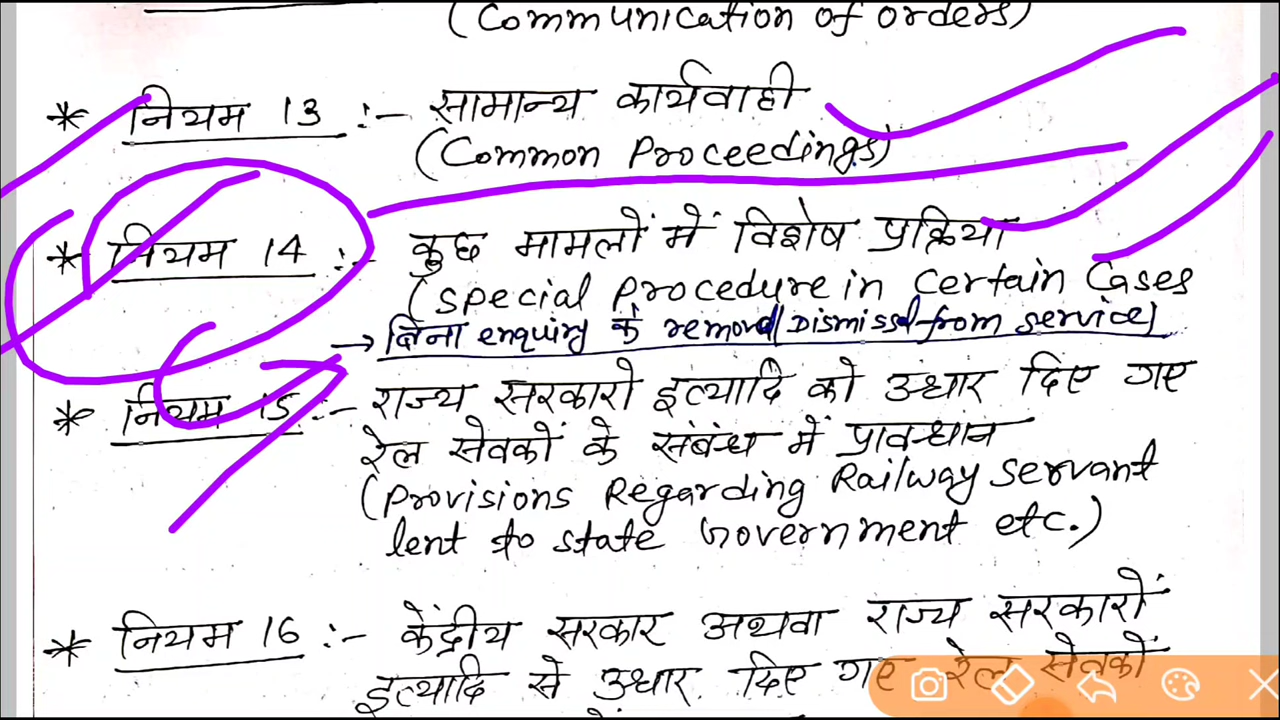 (Communication of orders)
* नियम 13 :- सामान्य कार्यवाही
(Common Proceedings)
* नियम 14 :- कुछ मामलों में विशेष प्रक्रिया
(special procedure in certain Cases
→ बिना enquiry के removal/Dismissal from service)
* नियम 15 :- राज्य सरकारो इत्यादि को उधार दिए गए
रेल सेवकों के संबंध में प्रावधान
(Provisions Regarding Railway servant
lent to state Government etc.)
* नियम 16 :- केंद्रीय सरकार अथवा राज्य सरकारों
इत्यादि से उधार दिए गए रेल सेवकों